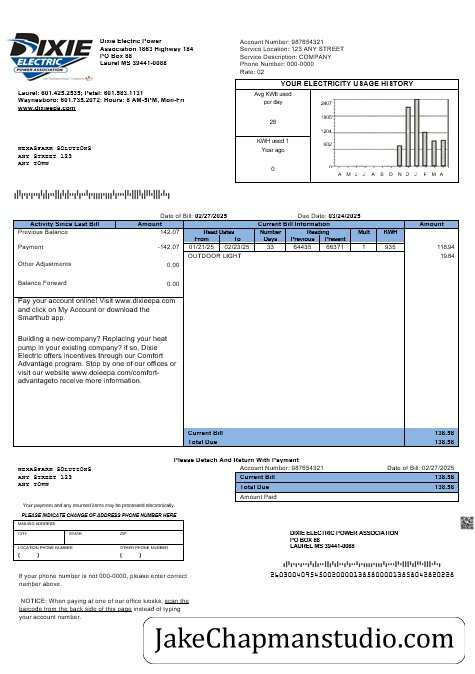 DIXIE
ELECTRIC
POWER ASSOCIATION
Dixie Electric Power
Association 1863 Highway 184
PO Box 88
Laurel MS 39441-0088
Laurel: 601.425.2535; Petal: 601.583.1131
Waynesboro: 601.735.2072; Hours: 8 AM-5PM, Mon-Fri
www.dixieepa.com
Account Number: 987654321
Service Location: 123 ANY STREET
Service Description: COMPANY
Phone Number: 000-0000
Rate: 02
YOUR ELECTRICITY USAGE HISTORY
Avg KWh used
per day
28
KWH used 1
Year ago
0
2407
1806
1204
602
A M J J A S O N D J F M A
ANY STREET 123
ANY TOWN
Date of Bill: 02/27/2025
Due Date: 03/24/2025
Activity Since Last Bill Amount
Previous Balance 142.07
Payment -142.07
Other Adjustments 0.00
Balance Forward 0.00
Current Bill Information Amount
Read Dates Number Reading Mult KWH
From To Days Previous Present
01/21/25 02/23/25 33 64435 66371 1 935 118.94
OUTDOOR LIGHT 19.64
Pay your account online! Visit www.dixieepa.com
and click on My Account or download the
Smarthub app.
Building a new company? Replacing your heat
pump in your existing company? if so, Dixie
Electric offers incentives through our Comfort
Advantage program. Stop by one of our offices or
visit our website www.doleepa.com/comfort-
advantageto receive more information.
Current Bill 138.58
Total Due 138.58
Please Detach And Return With Payment
ANY STREET 123
ANY TOWN
Account Number: 987654321 Date of Bill: 02/27/2025
Current Bill 138.58
Total Due 138.58
Amount Paid
Your payment and any returned items may be processed electronically.
PLEASE INDICATE CHANGE OF ADDRESS PHONE NUMBER HERE
MAILING ADDRESS
CITY STATE ZIP
LOCATION PHONE NUMBER OTHER PHONE NUMBER
( ) ( )
DIXIE ELECTRIC POWER ASSOCIATION
PO BOX 88
LAUREL MS 39441-0088
If your phone number is not 000-0000, please enter correct
number above.
NOTICE: When paying at one of our office kiosks, scan the
barcode from the back side of this page instead of typing
your account number.
JakeChapmanstudio.com